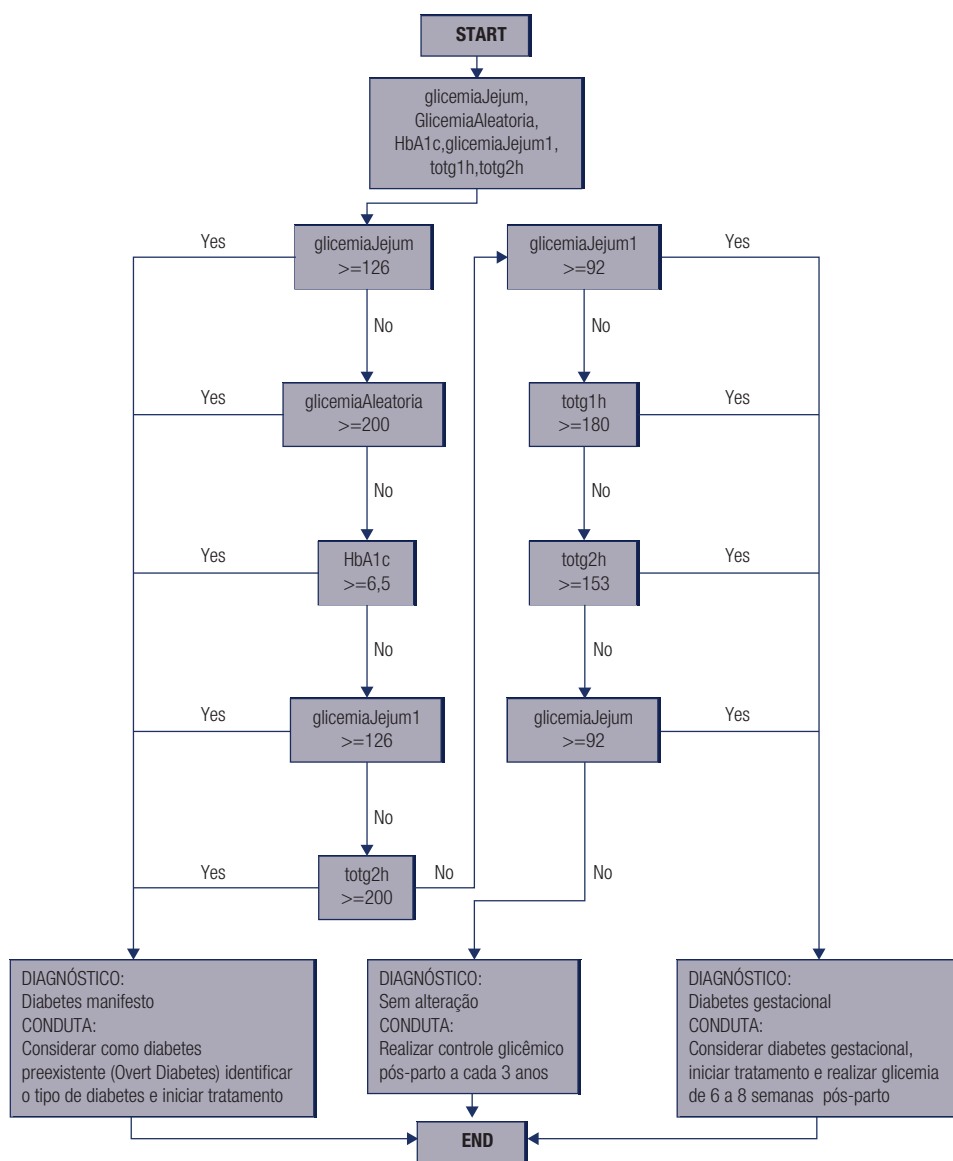 START
glicemiaJejum,
GlicemiaAleatoria,
HbA1c,glicemiaJejum1,
totg1h,totg2h
Yes
glicemiaJejum
>=126
No
Yes
glicemiaAleatoria
>=200
No
Yes
HbA1c
>=6,5
No
Yes
glicemiaJejum1
>=126
No
Yes
totg2h
>=200
No
glicemiaJejum1
>=92
Yes
No
totg1h
>=180
Yes
No
totg2h
>=153
Yes
No
glicemiaJejum
>=92
Yes
No
DIAGNÓSTICO:
Diabetes manifesto
CONDUTA:
Considerar como diabetes
preexistente (Overt Diabetes) identificar
o tipo de diabetes e iniciar tratamento
DIAGNÓSTICO:
Sem alteração
CONDUTA:
Realizar controle glicêmico
pós-parto a cada 3 anos
DIAGNÓSTICO:
Diabetes gestacional
CONDUTA:
Considerar diabetes gestacional,
iniciar tratamento e realizar glicemia
de 6 a 8 semanas pós-parto
END